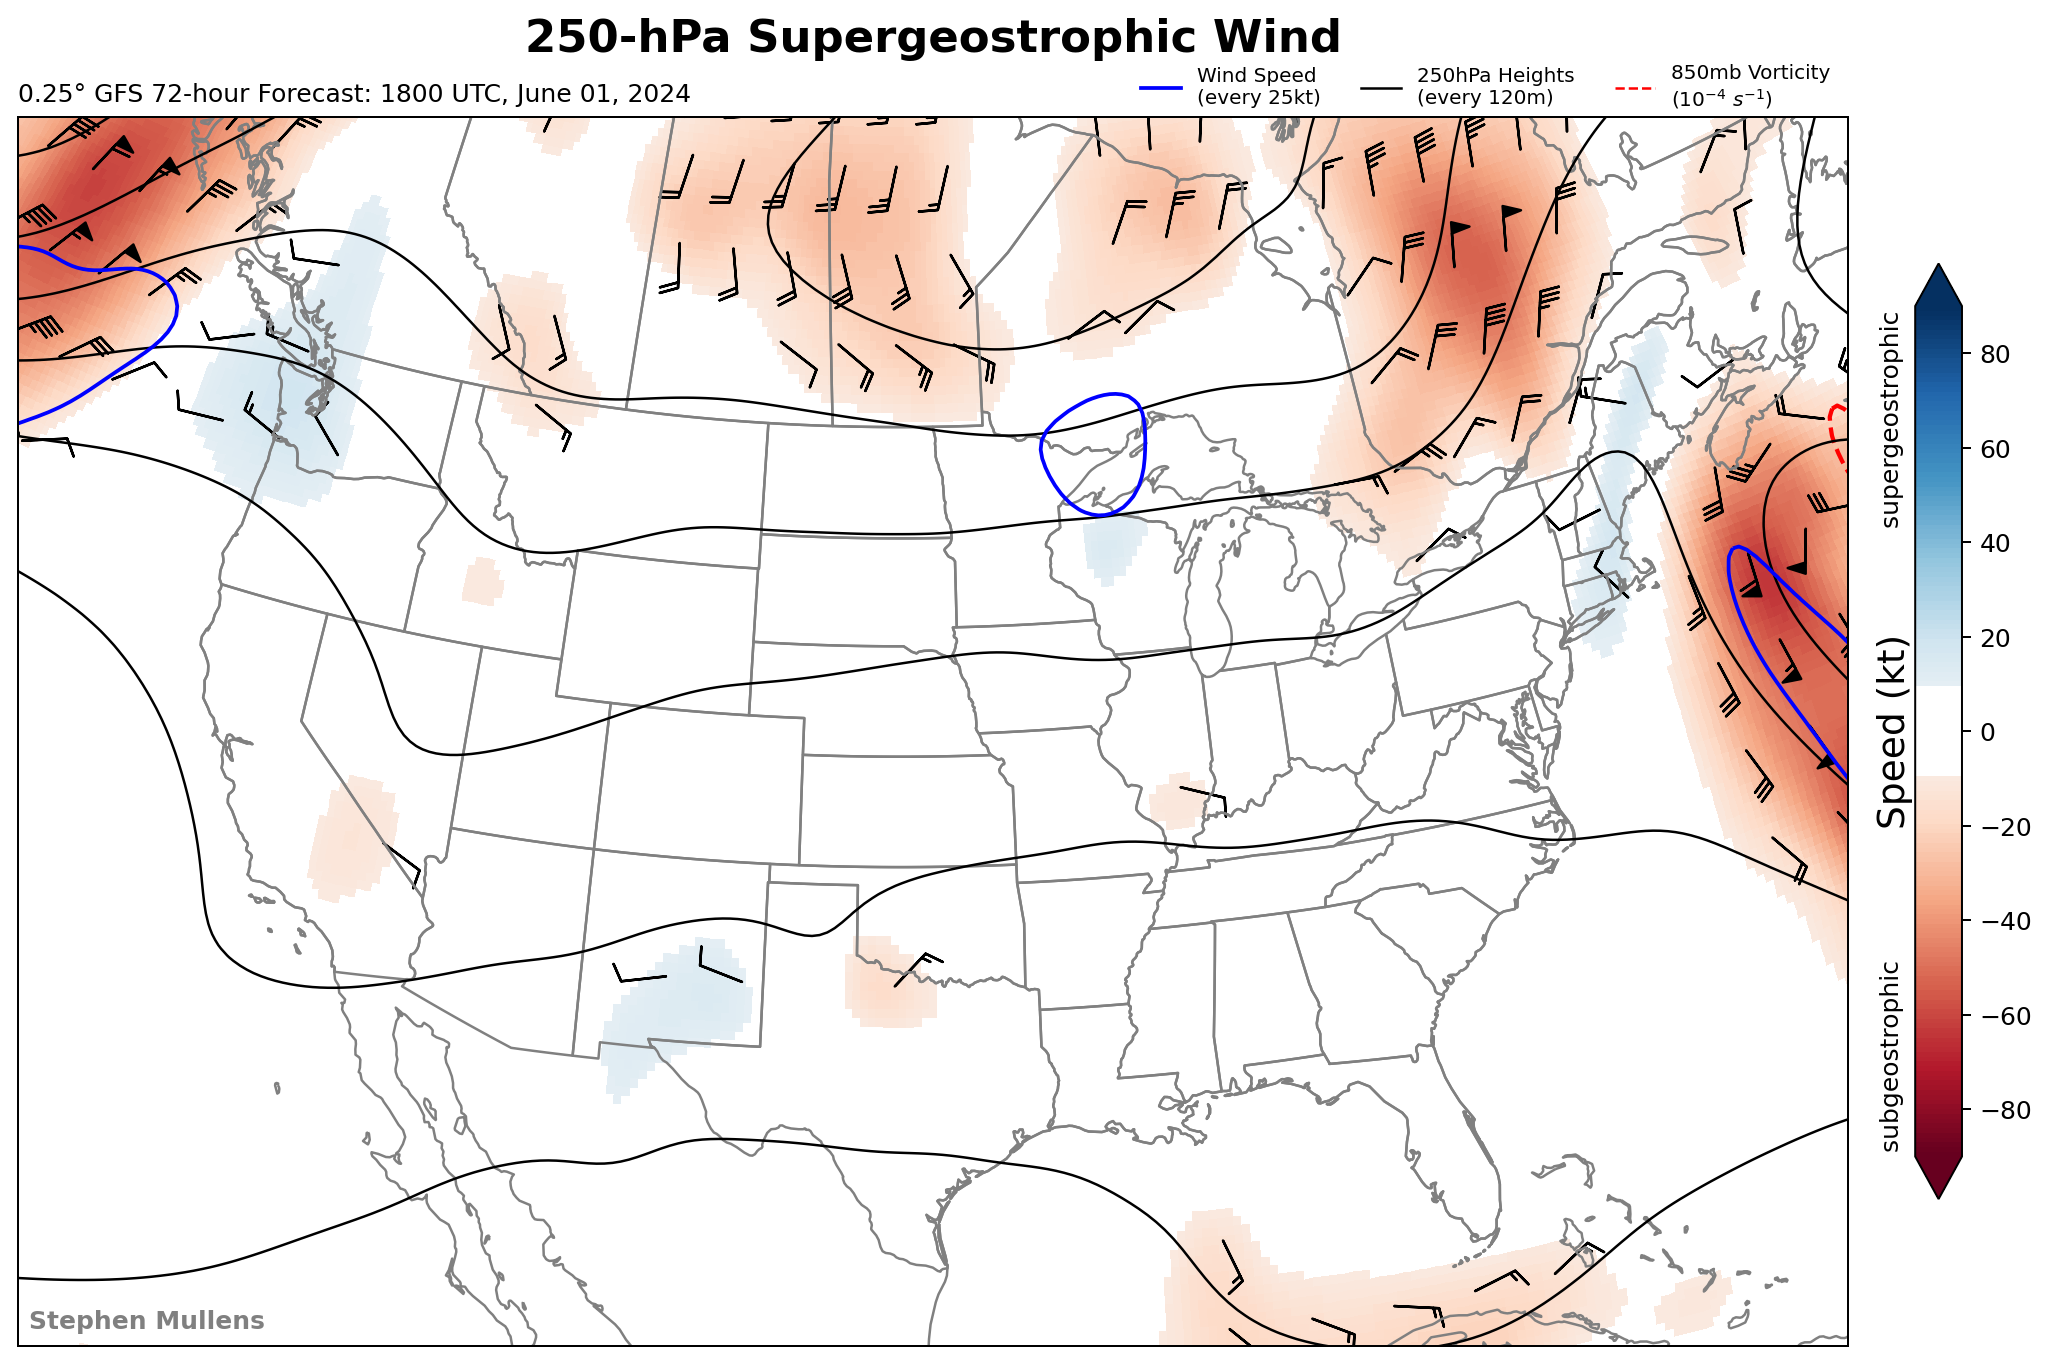 250-hPa Supergeostrophic Wind
0.25° GFS 72-hour Forecast: 1800 UTC, June 01, 2024
Wind Speed
(every 25kt)
250hPa Heights
(every 120m)
850mb Vorticity
(10⁻⁴ s⁻¹)
supergeostrophic
Speed (kt)
subgeostrophic
80
60
40
20
0
−20
−40
−60
−80
Stephen Mullens